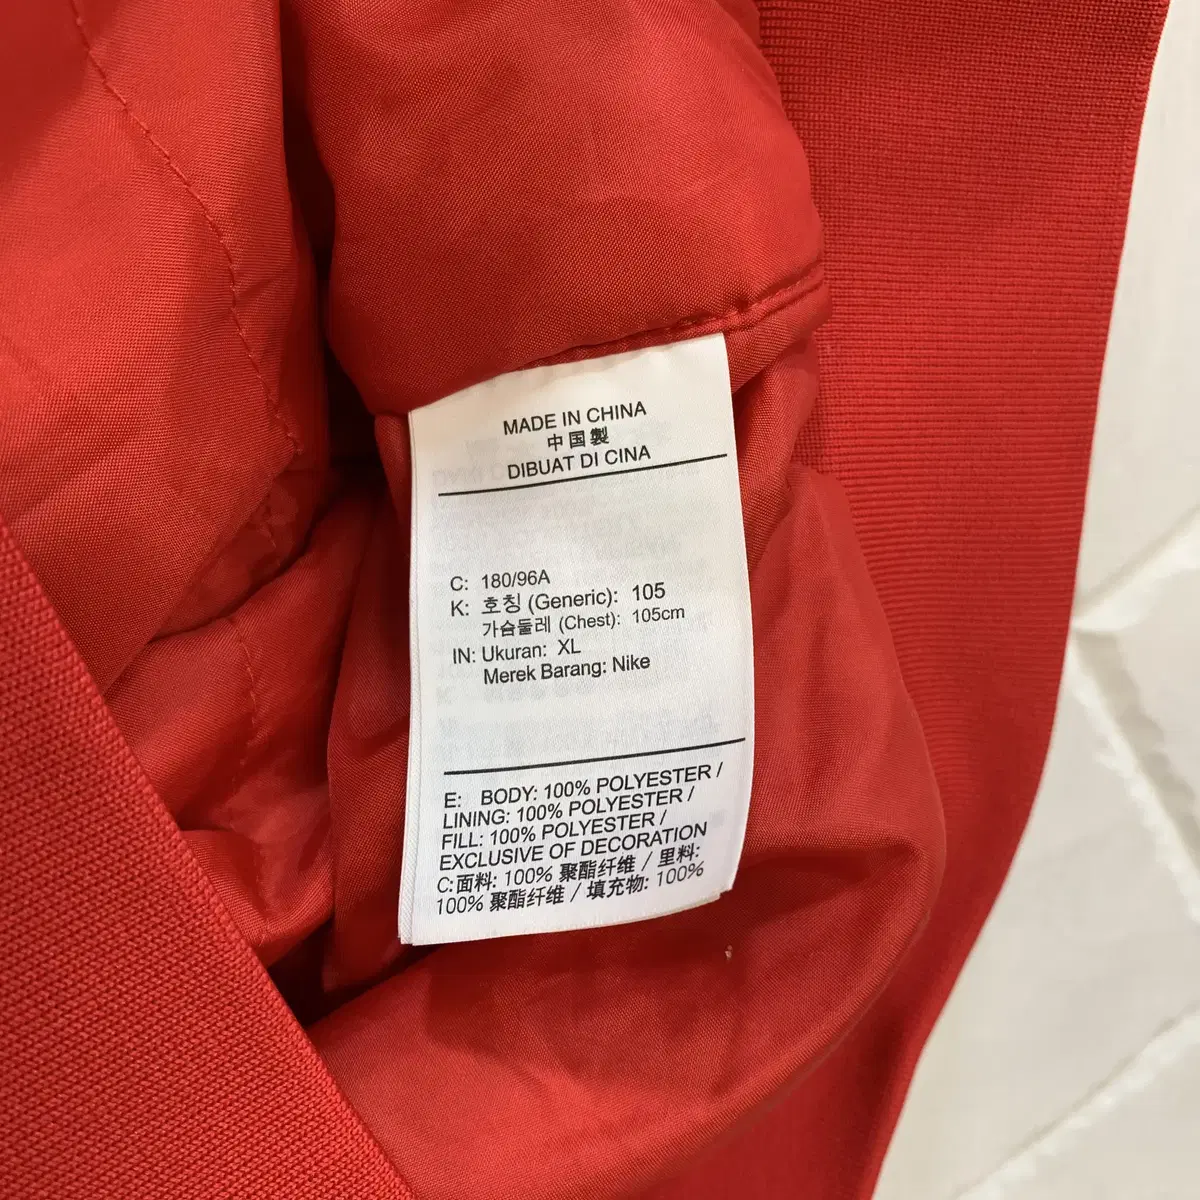 MADE IN CHINA
中国製
DIBUAT DI CINA
C: 180/96A
K: 호칭 (Generic): 105
가슴둘레 (Chest): 105cm
IN: Ukuran: XL
Merek Barang: Nike
E: BODY: 100% POLYESTER /
LINING: 100% POLYESTER /
FILL: 100% POLYESTER /
EXCLUSIVE OF DECORATION
C:面料: 100% 聚酯纤维 / 里料:
100% 聚酯纤维 / 填充物: 100%